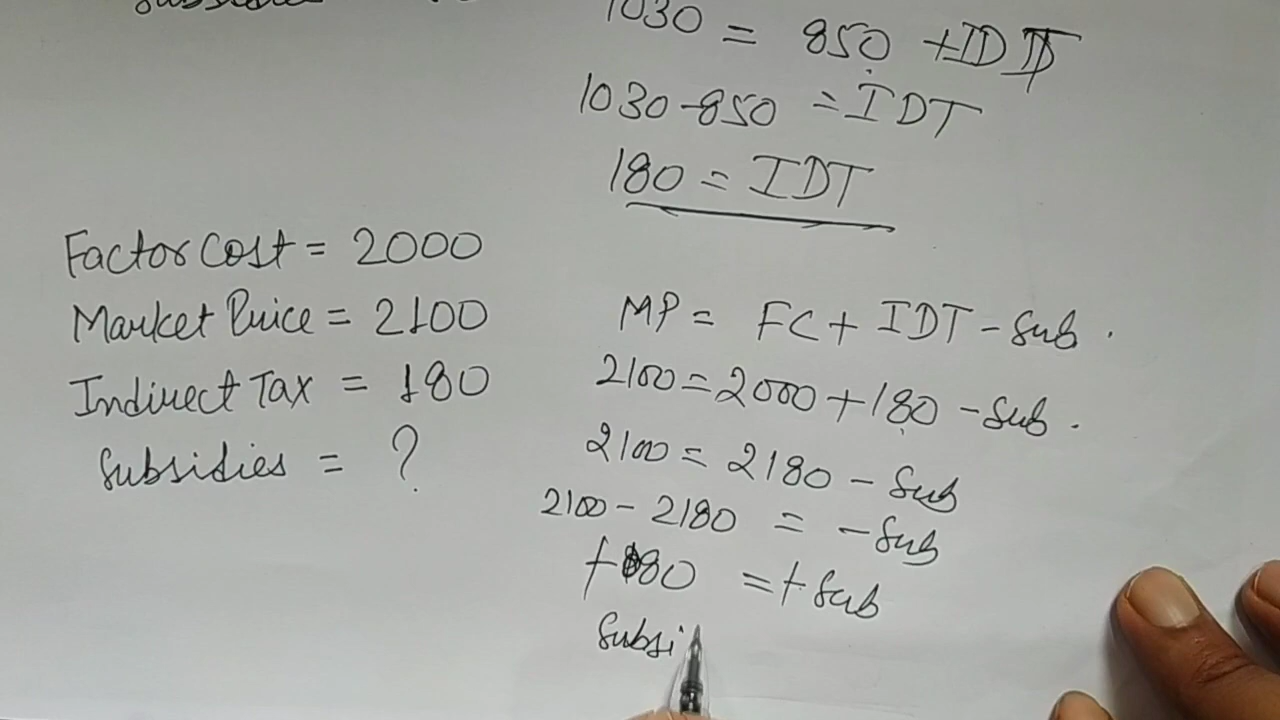 1030 = 850 + IDT
1030 - 850 = IDT
180 = IDT
Factor Cost = 2000
Market Price = 2100
Indirect Tax = 180
Subsidies = ?
MP = FC + IDT - Sub.
2100 = 2000 + 180 - Sub.
2100 = 2180 - Sub
2100 - 2180 = - Sub
+ 80 = + Sub
Subsi